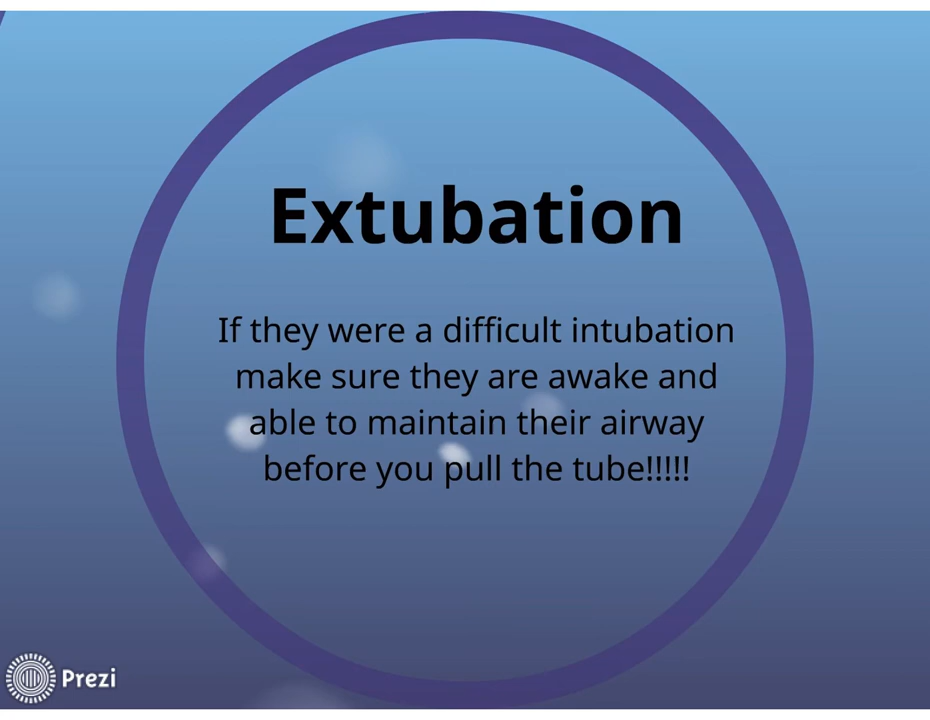 Extubation
If they were a difficult intubation
make sure they are awake and
able to maintain their airway
before you pull the tube!!!!!
Prezi